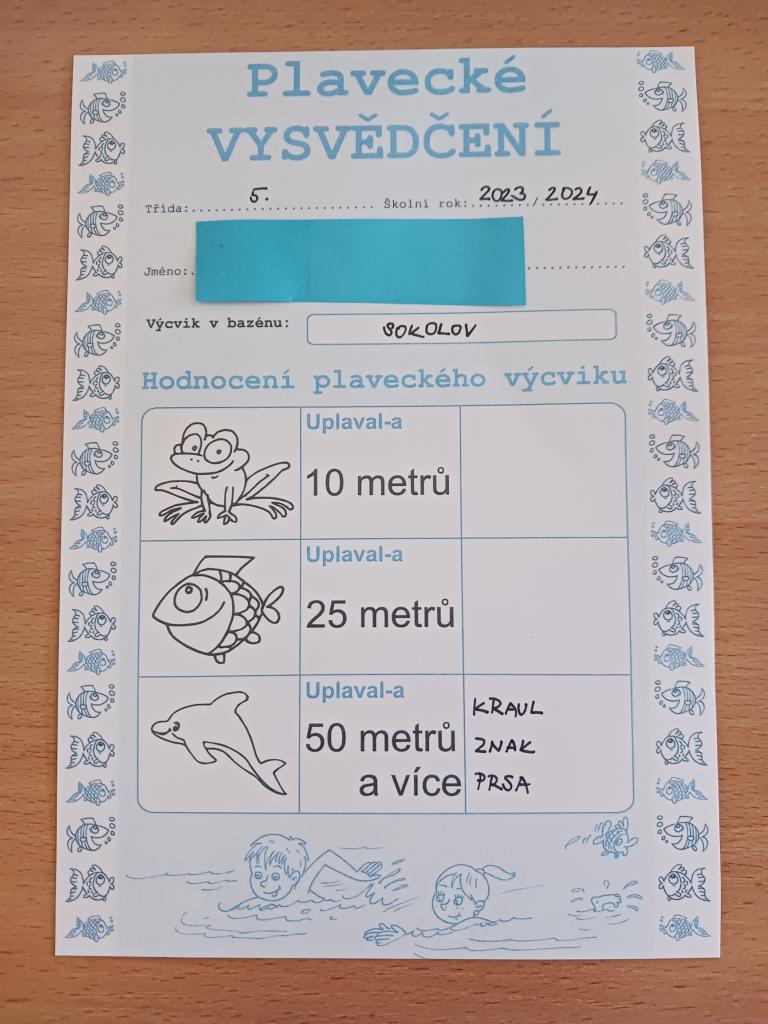 Plavecké
VYSVĚDČENÍ
Třída:..........5............... Školní rok:..2023./.2024....
Jméno:
Výcvik v bazénu: SOKOLOV
Hodnocení plaveckého výcviku
Uplaval-a
10 metrů
Uplaval-a
25 metrů
Uplaval-a
50 metrů
a více
KRAUL
ZNAK
PRSA